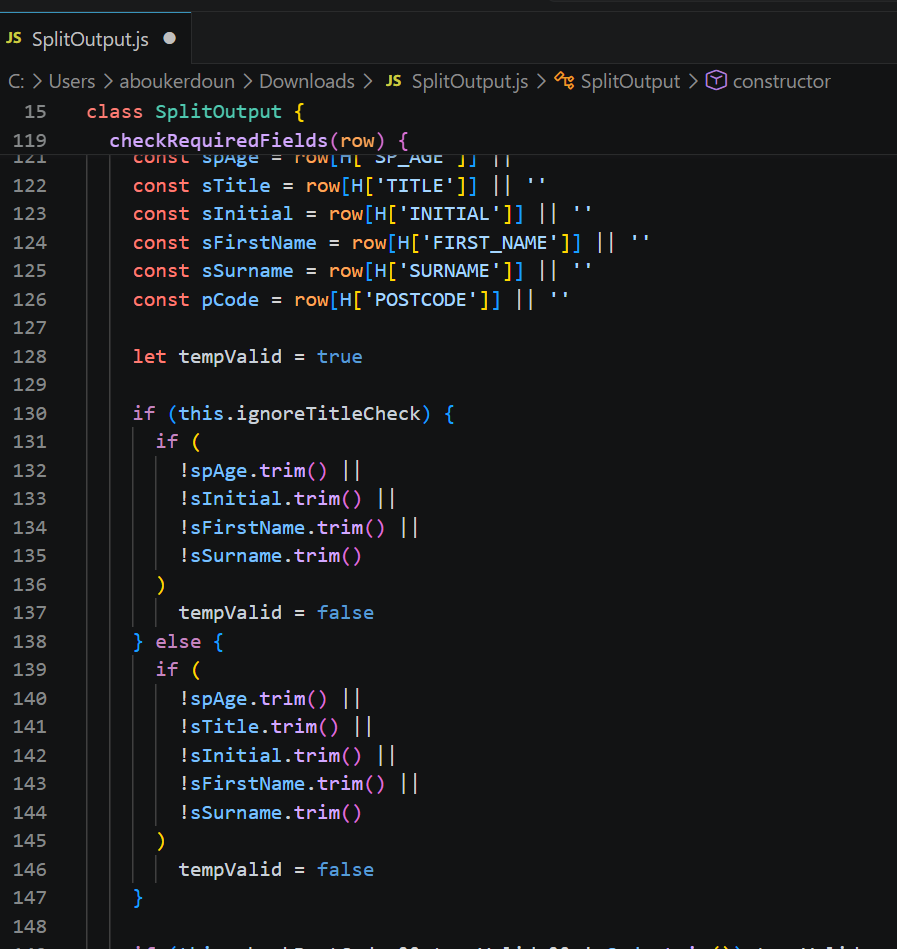 JS SplitOutput.js ●
C: > Users > aboukerdoun > Downloads > JS SplitOutput.js > SplitOutput > constructor
15 class SplitOutput {
119 checkRequiredFields(row) {
121 const spAge = row[H['SP_AGE']] ||
122 const sTitle = row[H['TITLE']] || ''
123 const sInitial = row[H['INITIAL']] || ''
124 const sFirstName = row[H['FIRST_NAME']] || ''
125 const sSurname = row[H['SURNAME']] || ''
126 const pCode = row[H['POSTCODE']] || ''
127
128 let tempValid = true
129
130 if (this.ignoreTitleCheck) {
131 if (
132 !spAge.trim() ||
133 !sInitial.trim() ||
134 !sFirstName.trim() ||
135 !sSurname.trim()
136 )
137 tempValid = false
138 } else {
139 if (
140 !spAge.trim() ||
141 !sTitle.trim() ||
142 !sInitial.trim() ||
143 !sFirstName.trim() ||
144 !sSurname.trim()
145 )
146 tempValid = false
147 }
148